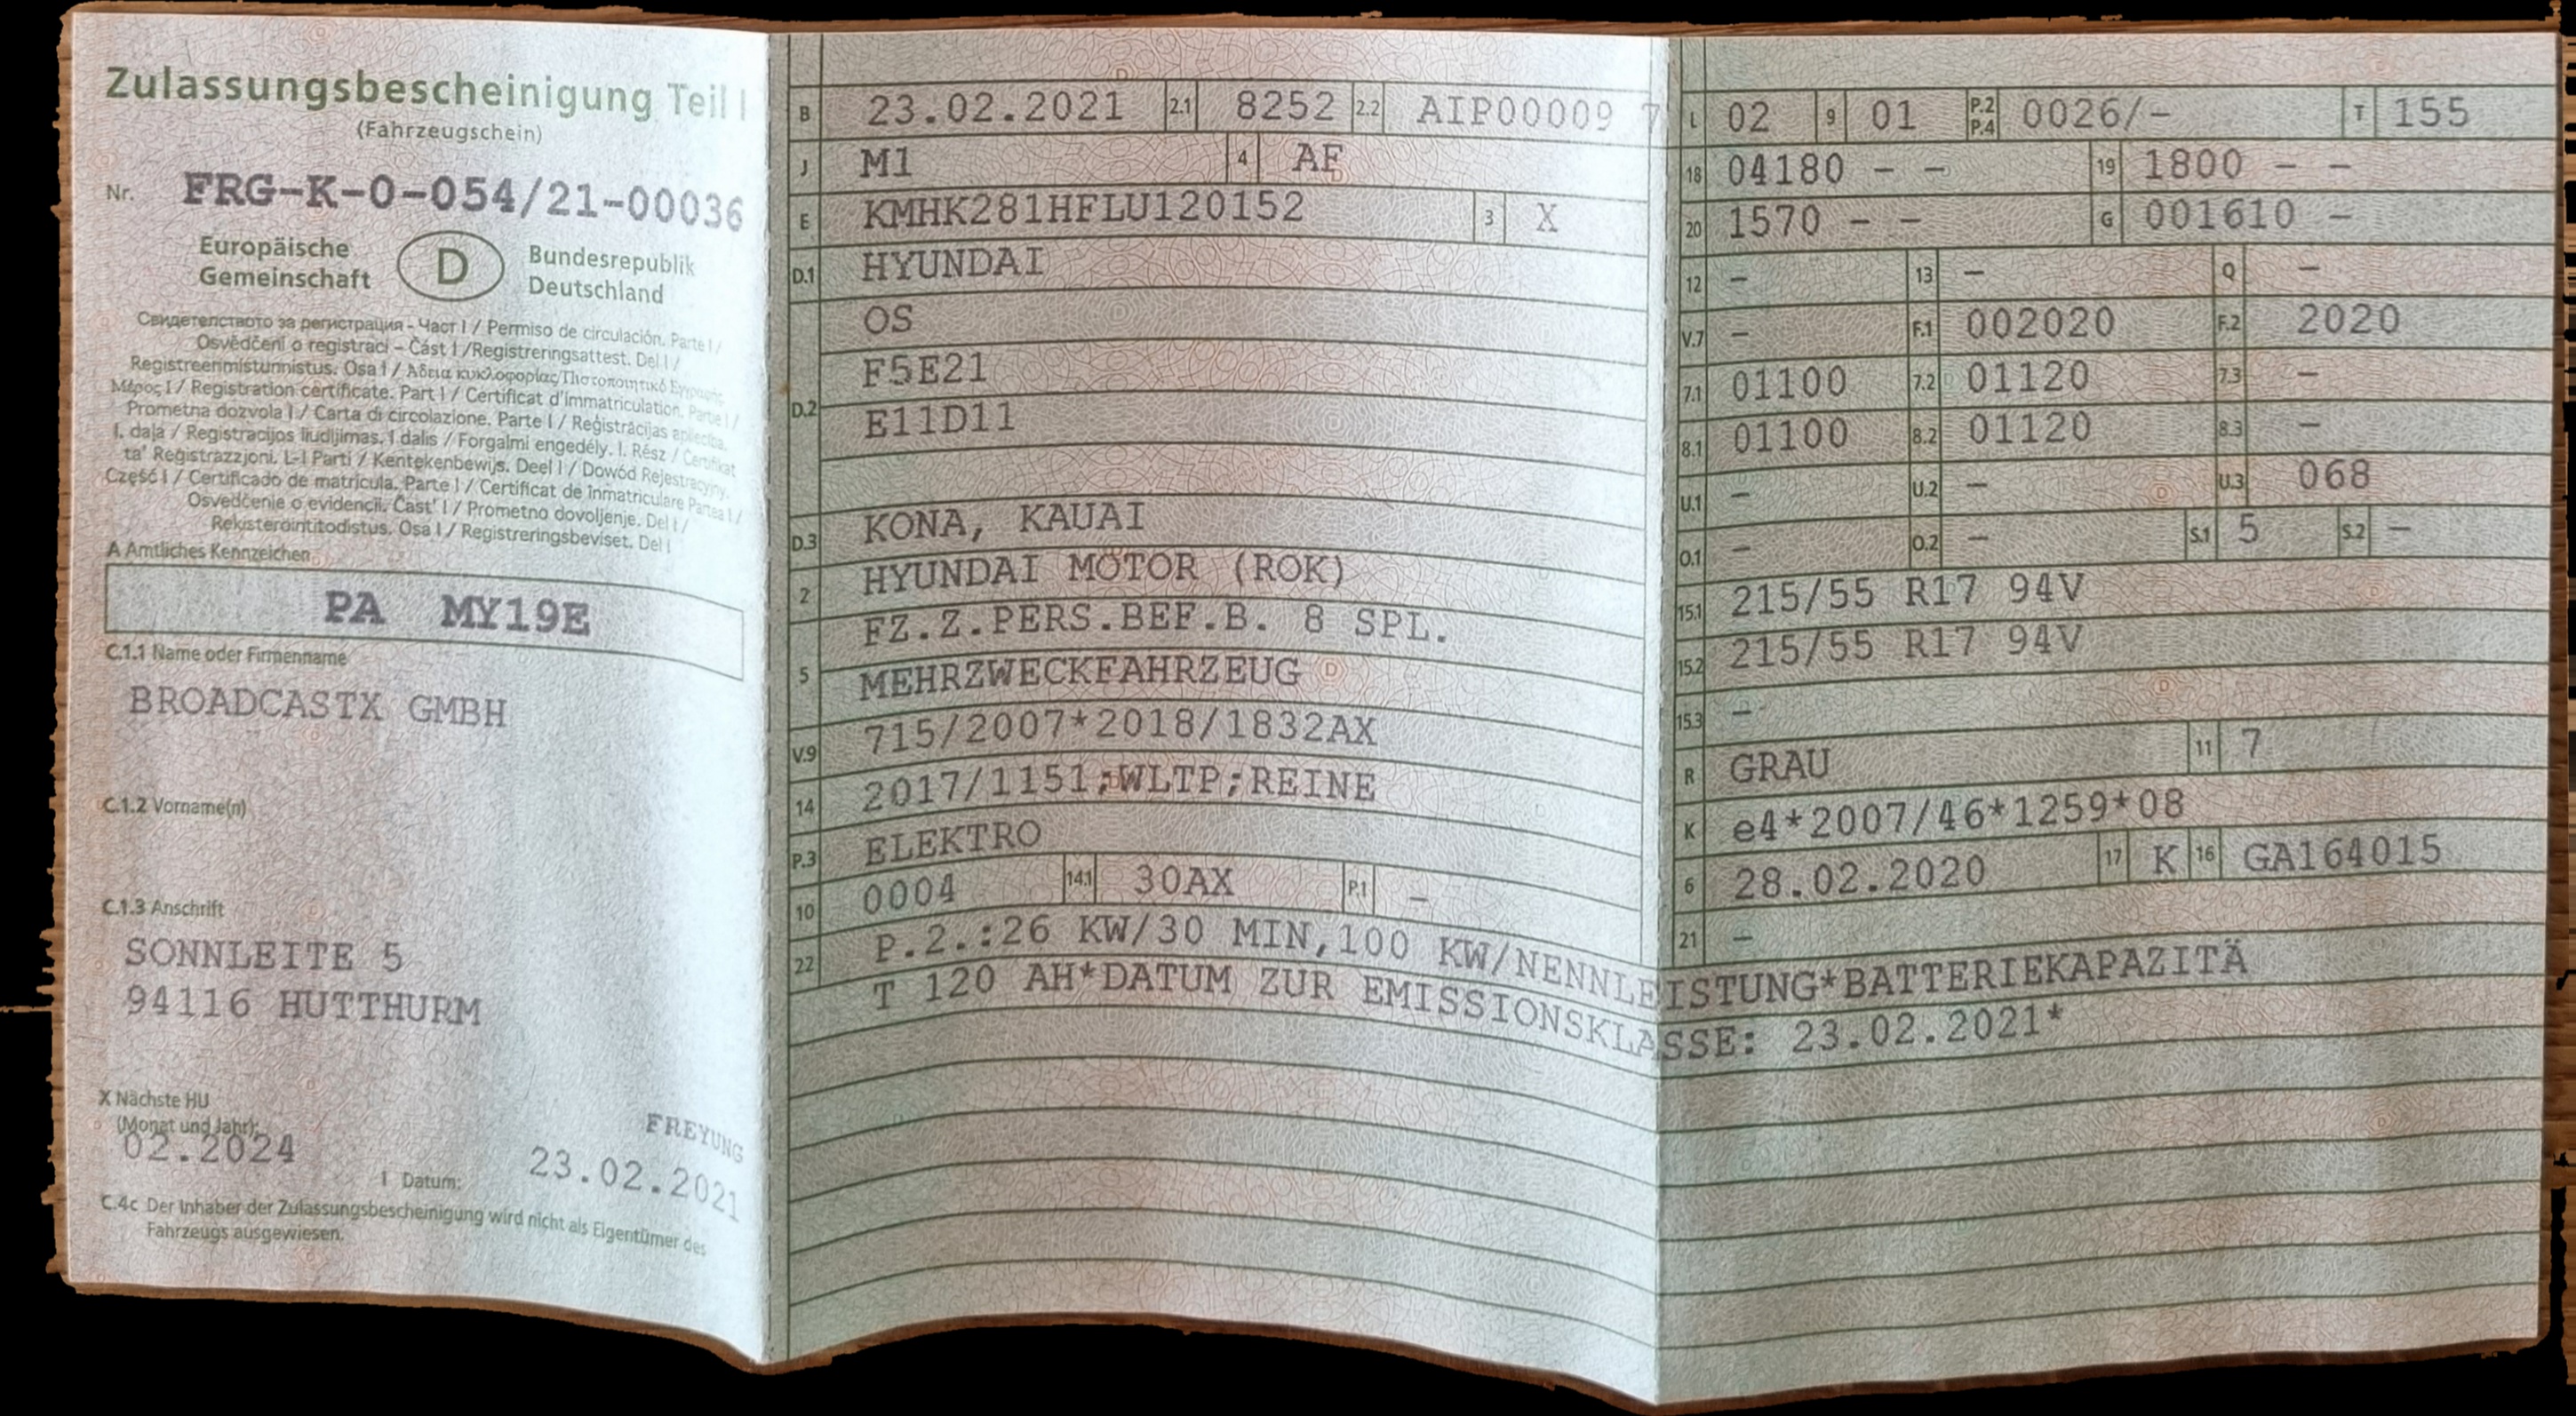 Zulassungsbescheinigung Teil I
(Fahrzeugschein)
Nr. FRG-K-0-054/21-00036
Europäische Gemeinschaft D Bundesrepublik Deutschland
Свидетелството за регистрация - Част I / Permiso de circulación. Parte I /
Osvědčení o registraci – Část I /Registreringsattest. Del I /
Registreerimistunnistus. Osa I / Άδεια κυκλοφορίας/Πιστοποιητικό Εγγραφής
Μέρος I / Registration certificate. Part I / Certificat d'immatriculation. Partie I /
Prometna dozvola I / Carta di circolazione. Parte I / Reģistrācijas apliecība.
I. daļa / Registracijos liudijimas. I dalis / Forgalmi engedély. I. Rész / Ċertifikat
ta' Reġistrazzjoni. L-I Parti / Kentekenbewijs. Deel I / Dowód Rejestracyjny.
Część I / Certificado de matrícula. Parte I / Certificat de înmatriculare Partea I /
Osvedčenie o evidencii. Časť I / Prometno dovoljenje. Del I /
Rekisteröintitodistus. Osa I / Registreringsbeviset. Del I
A Amtliches Kennzeichen
PA MY19E
C.1.1 Name oder Firmenname
BROADCASTX GMBH
C.1.2 Vorname(n)
C.1.3 Anschrift
SONNLEITE 5
94116 HUTTHURM
X Nächste HU
(Monat und Jahr):
02.2024
FREYUNG
I Datum: 23.02.2021
C.4c Der Inhaber der Zulassungsbescheinigung wird nicht als Eigentümer des
Fahrzeugs ausgewiesen.
B 23.02.2021 2.1 8252 2.2 AIP00009 7
J M1 4 AF
E KMHK281HFLU120152 3 X
D.1 HYUNDAI
OS
F5E21
D.2 E11D11
D.3 KONA, KAUAI
2 HYUNDAI MOTOR (ROK)
FZ.Z.PERS.BEF.B. 8 SPL.
5 MEHRZWECKFAHRZEUG
V.9 715/2007*2018/1832AX
14 2017/1151;WLTP;REINE
P.3 ELEKTRO
10 0004 14.1 30AX P.1 –
22 P.2.:26 KW/30 MIN,100 KW/NENNLEISTUNG*BATTERIEKAPAZITÄ
T 120 AH*DATUM ZUR EMISSIONSKLASSE: 23.02.2021*
L 02 9 01 P.2 P.4 0026/– T 155
18 04180 – – 19 1800 – –
20 1570 – – G 001610 –
12 – 13 – Q –
V.7 – F.1 002020 F.2 2020
7.1 01100 7.2 01120 7.3 –
8.1 01100 8.2 01120 8.3 –
U.1 – U.2 – U.3 068
O.1 – O.2 – S.1 5 S.2 –
15.1 215/55 R17 94V
15.2 215/55 R17 94V
15.3 –
R GRAU 11 7
K e4*2007/46*1259*08
6 28.02.2020 17 K 16 GA164015
21 –